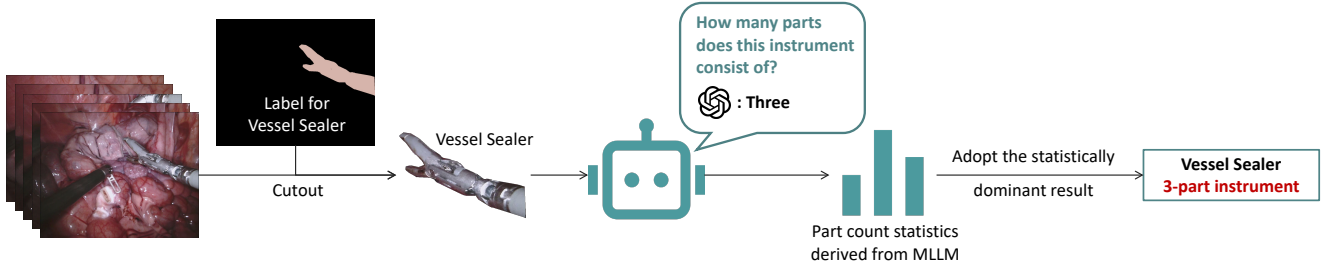 Label for
Vessel Sealer
Cutout
Vessel Sealer
How many parts
does this instrument
consist of?
: Three
Part count statistics
derived from MLLM
Adopt the statistically
dominant result
Vessel Sealer
3-part instrument